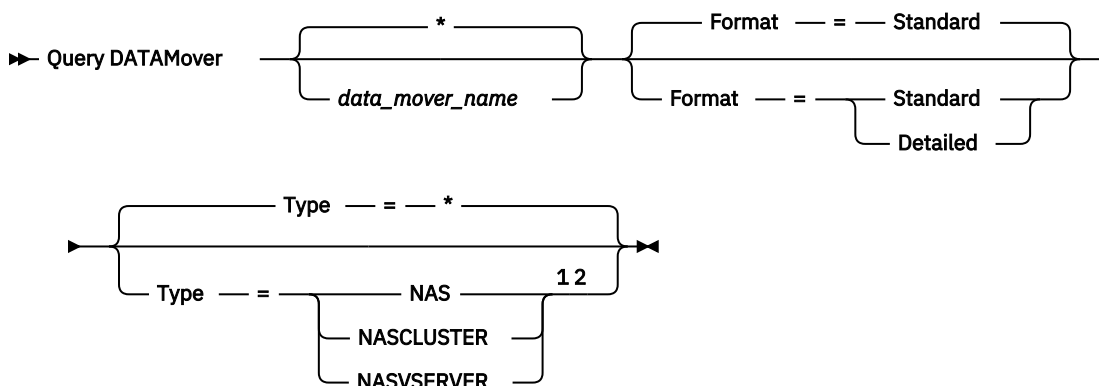 *
Format = Standard
Query DATAMover
data_mover_name
Format = Standard
Detailed
Type = *
1 2
Type = NAS
NASCLUSTER
NASVSERVER